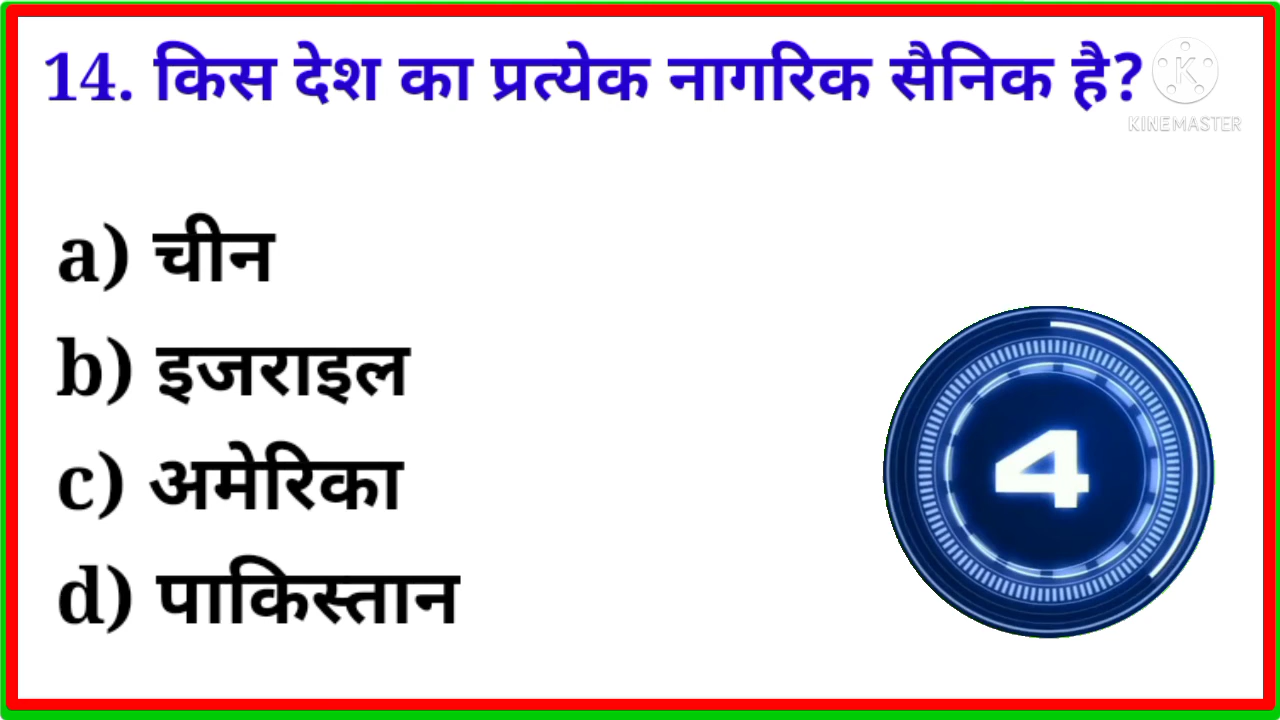 14. किस देश का प्रत्येक नागरिक सैनिक है?
K
KINEMASTER
a) चीन
b) इजराइल
c) अमेरिका
d) पाकिस्तान
4